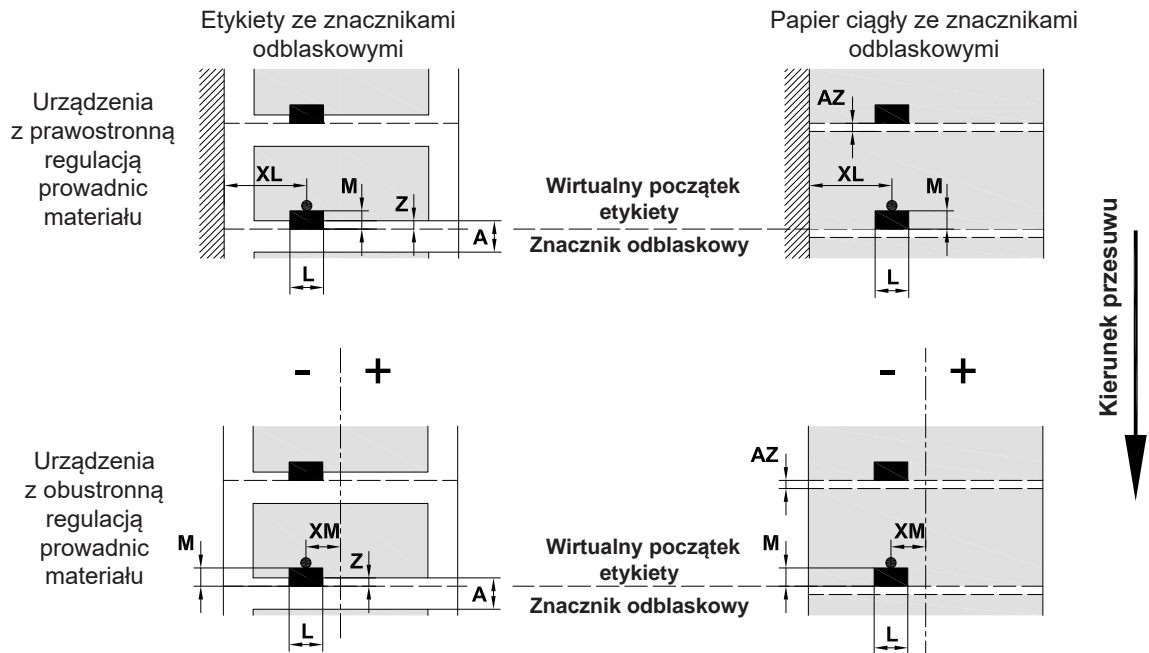 Etykiety ze znacznikami
odblaskowymi
Papier ciągły ze znacznikami
odblaskowymi
Urządzenia
z prawostronną
regulacją
prowadnic
materiału
XL
M
Z
A
L
Wirtualny początek
etykiety
Znacznik odblaskowy
AZ
XL
M
L
Kierunek przesuwu
- +
- +
Urządzenia
z obustronną
regulacją
prowadnic
materiału
M
XM
Z
A
L
Wirtualny początek
etykiety
Znacznik odblaskowy
AZ
M
XM
L